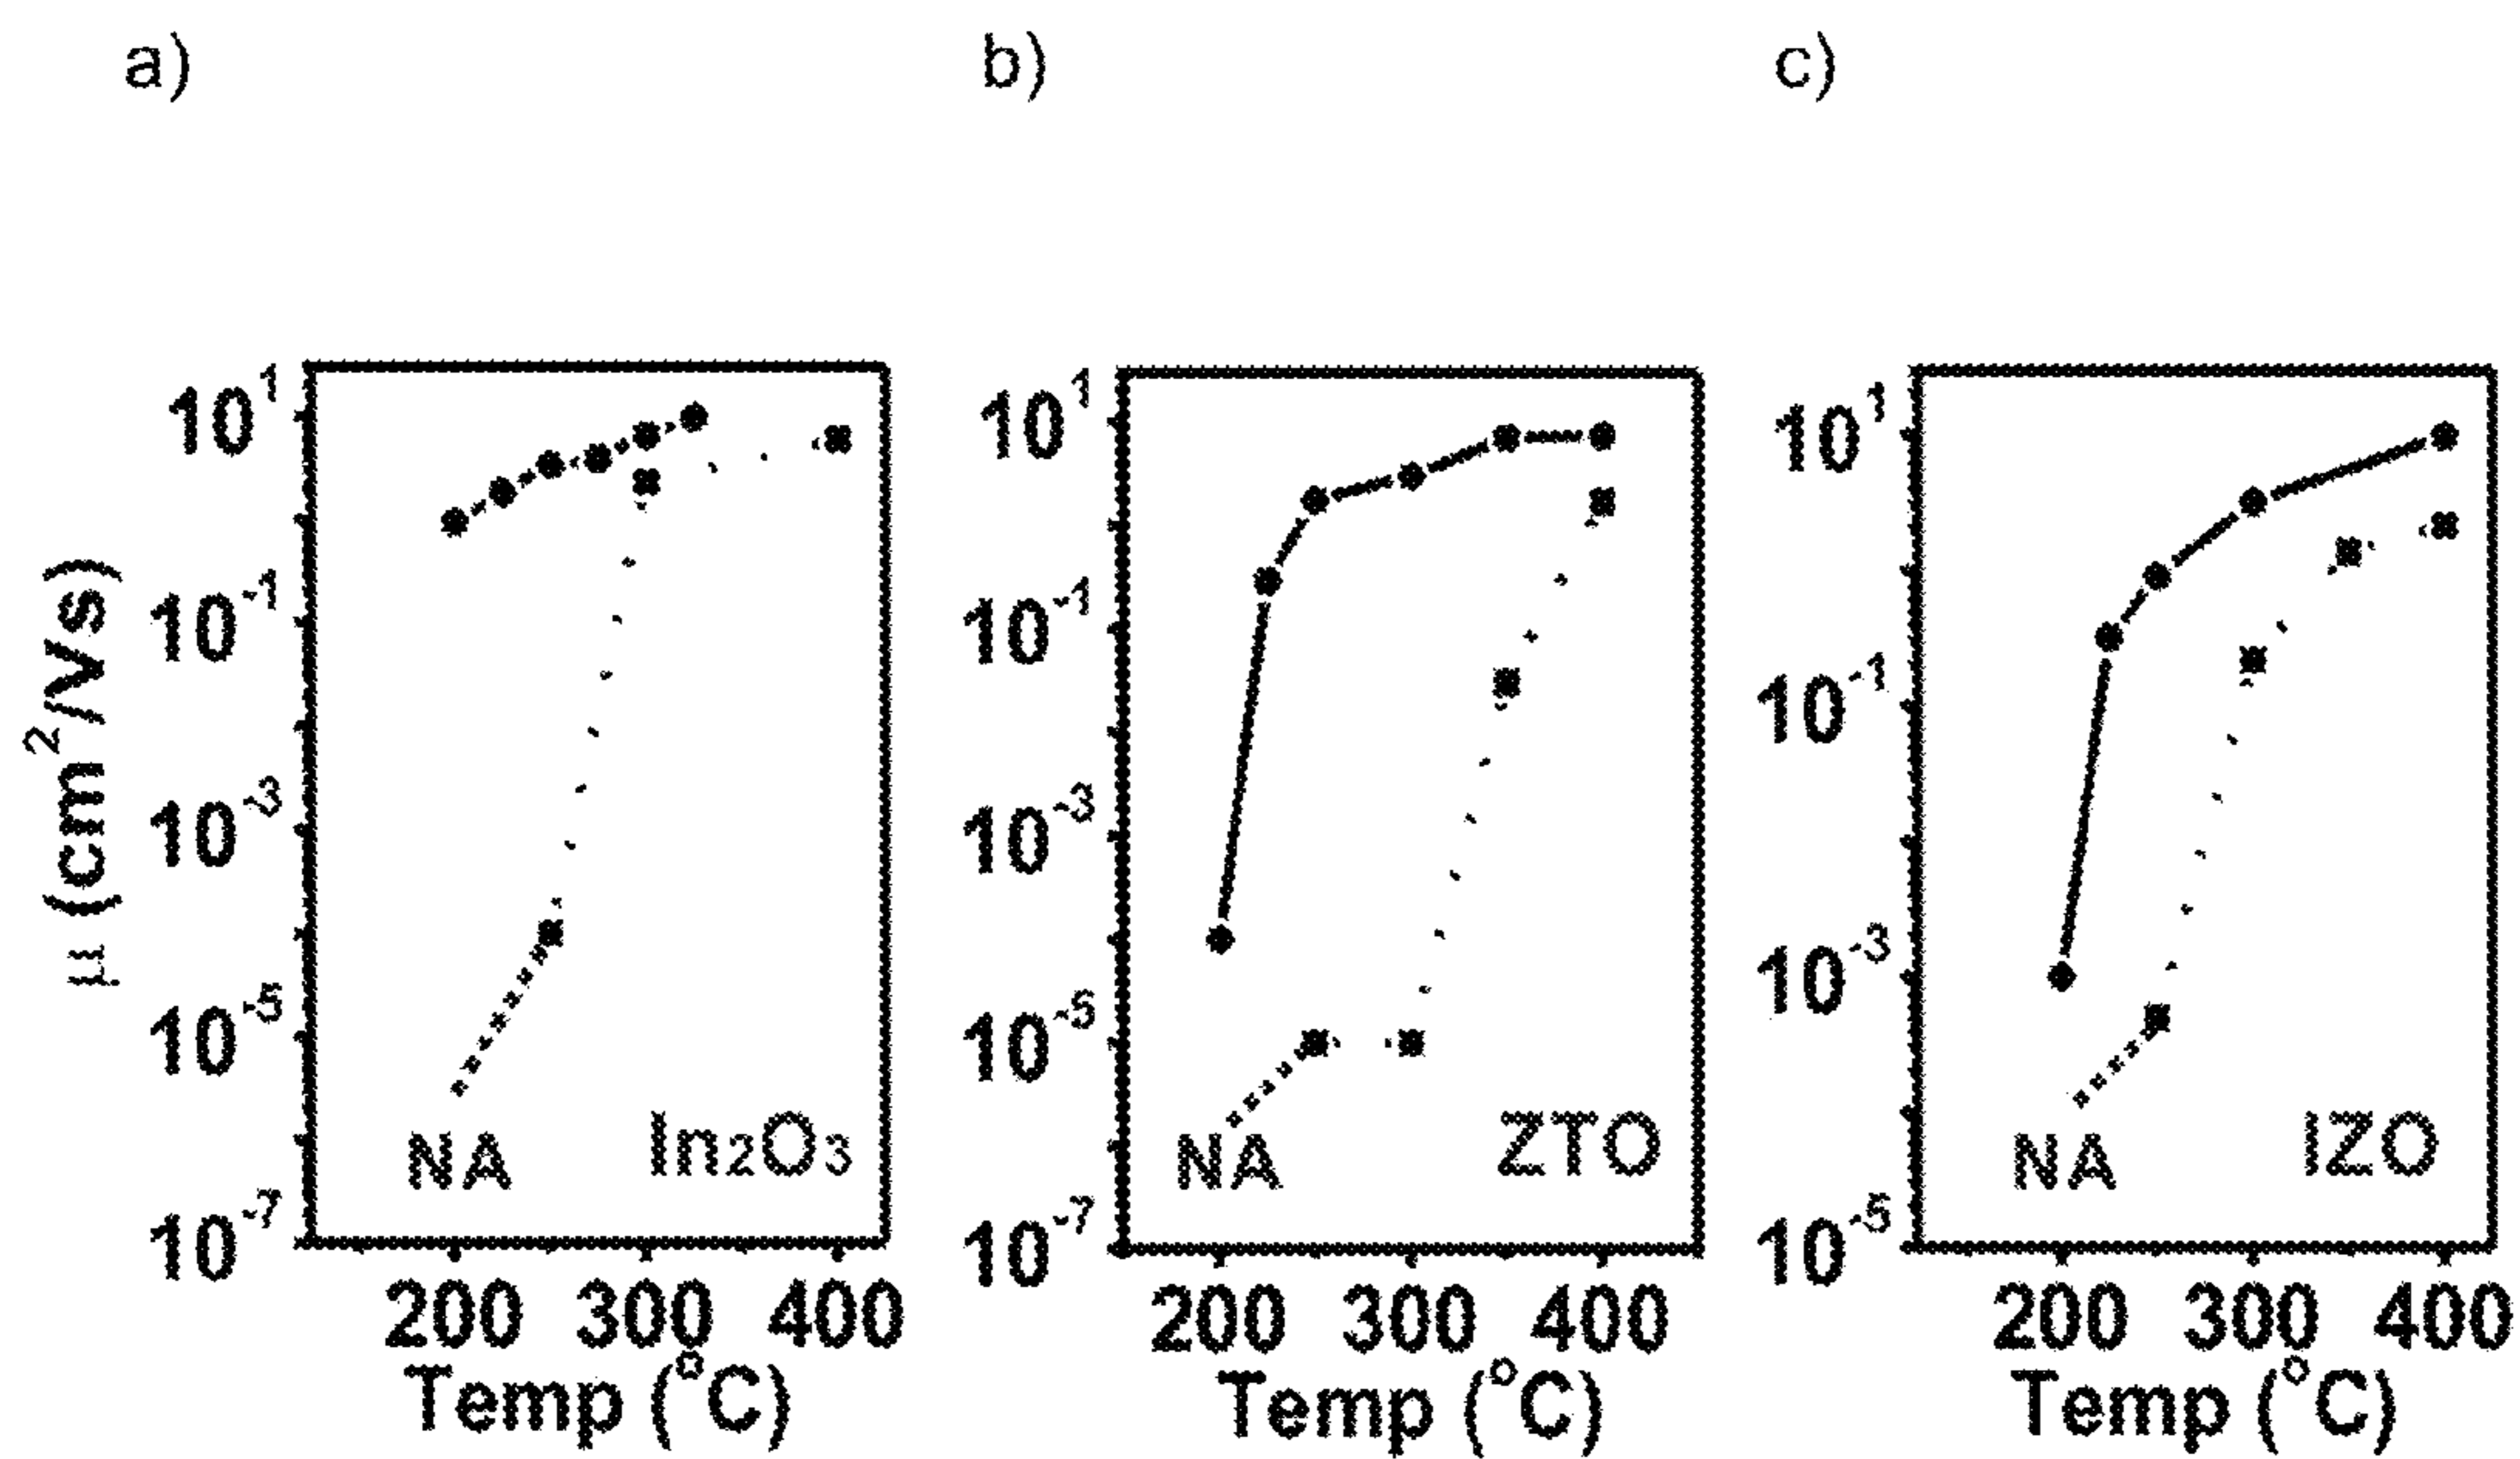 a) b) c)
μ (cm²/Vs)
10¹ 10⁻¹ 10⁻³ 10⁻⁵ 10⁻⁷
NA In₂O₃
200 300 400
Temp (°C)
10¹ 10⁻¹ 10⁻³ 10⁻⁵ 10⁻⁷
NA ZTO
200 300 400
Temp (°C)
10¹ 10⁻¹ 10⁻³ 10⁻⁵
NA IZO
200 300 400
Temp (°C)